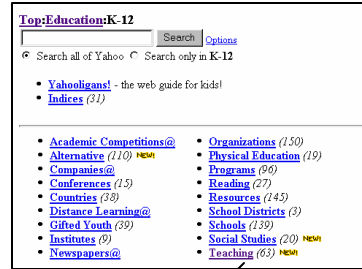 Top:Education:K-12
Search Options
Search all of Yahoo Search only in K-12
Yahooligans! - the web guide for kids!
Indices (31)
Academic Competitions@
Alternative (110) NEW!
Companies@
Conferences (15)
Countries (38)
Distance Learning@
Gifted Youth (39)
Institutes (9)
Newspapers@
Organizations (150)
Physical Education (19)
Programs (96)
Reading (27)
Resources (145)
School Districts (3)
Schools (139)
Social Studies (20) NEW!
Teaching (63) NEW!